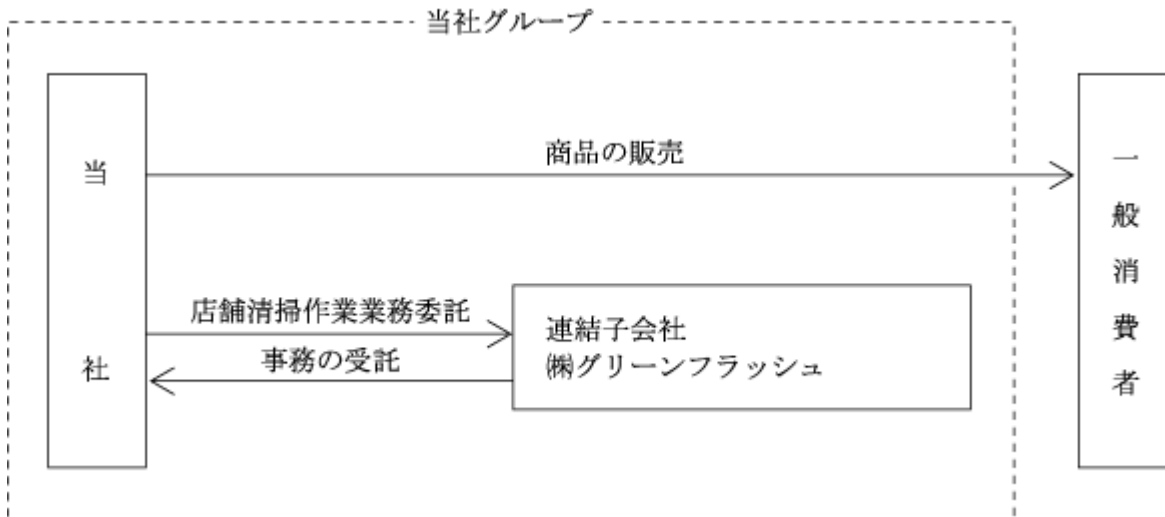 当社グループ
当社
商品の販売
一般消費者
店舗清掃作業業務委託
事務の受託
連結子会社
㈱グリーンフラッシュ